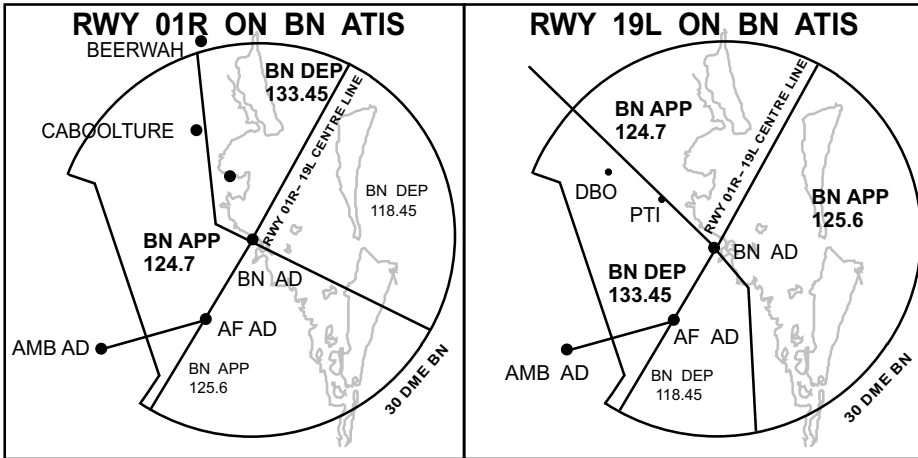 RWY 01R ON BN ATIS
BEERWAH
BN DEP
133.45
CABOOLTURE
RWY 01R–19L CENTRE LINE
BN DEP
118.45
BN APP
124.7
BN AD
AF AD
AMB AD
BN APP
125.6
30 DME BN
RWY 19L ON BN ATIS
BN APP
124.7
RWY 01R–19L CENTRE LINE
DBO
PTI
BN APP
125.6
BN AD
BN DEP
133.45
AF AD
AMB AD
BN DEP
118.45
30 DME BN